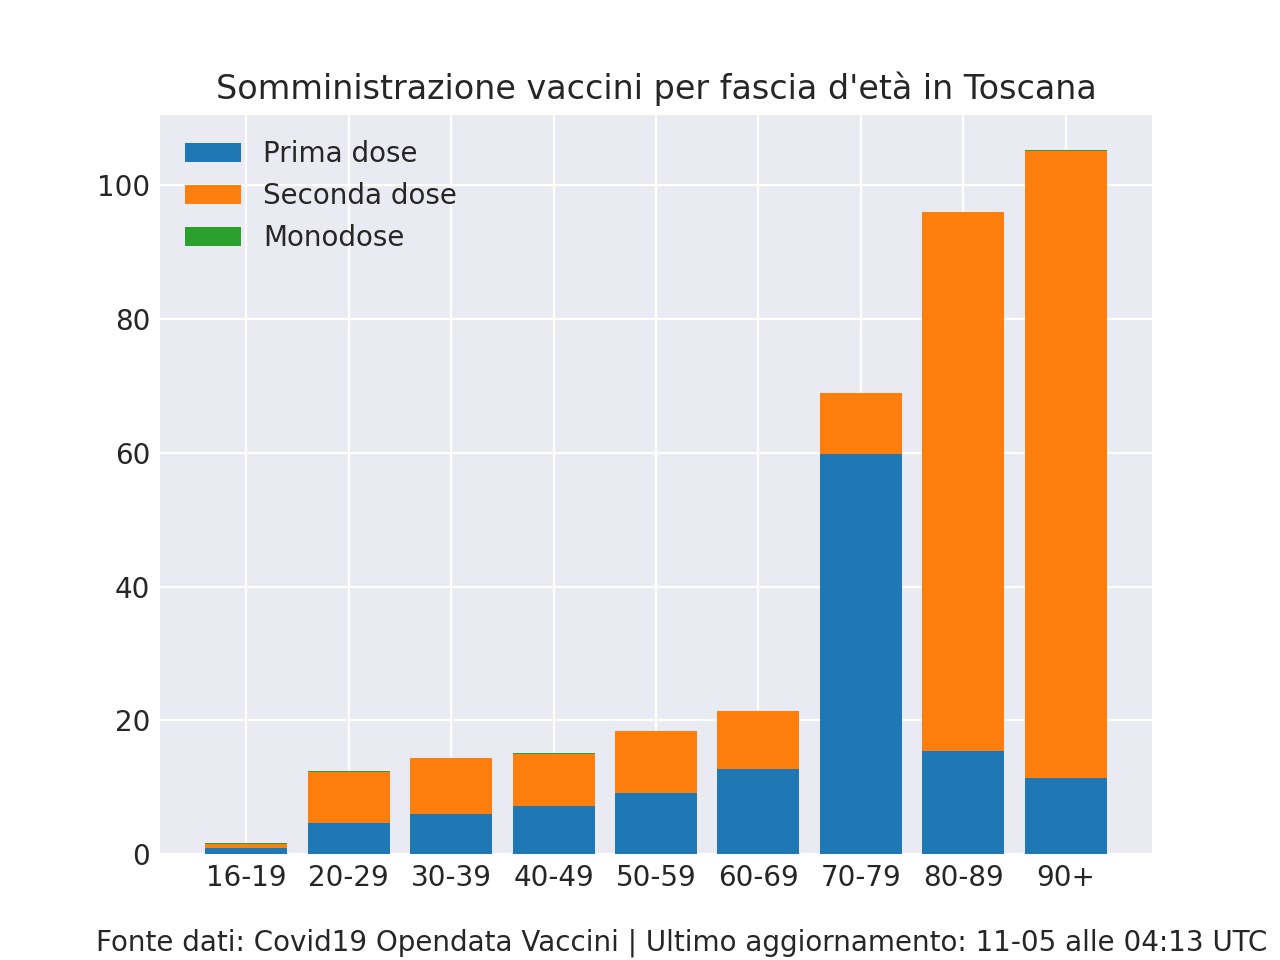 Somministrazione vaccini per fascia d'età in Toscana
Prima dose
Seconda dose
Monodose
100
80
60
40
20
0
16-19 20-29 30-39 40-49 50-59 60-69 70-79 80-89 90+
Fonte dati: Covid19 Opendata Vaccini | Ultimo aggiornamento: 11-05 alle 04:13 UTC